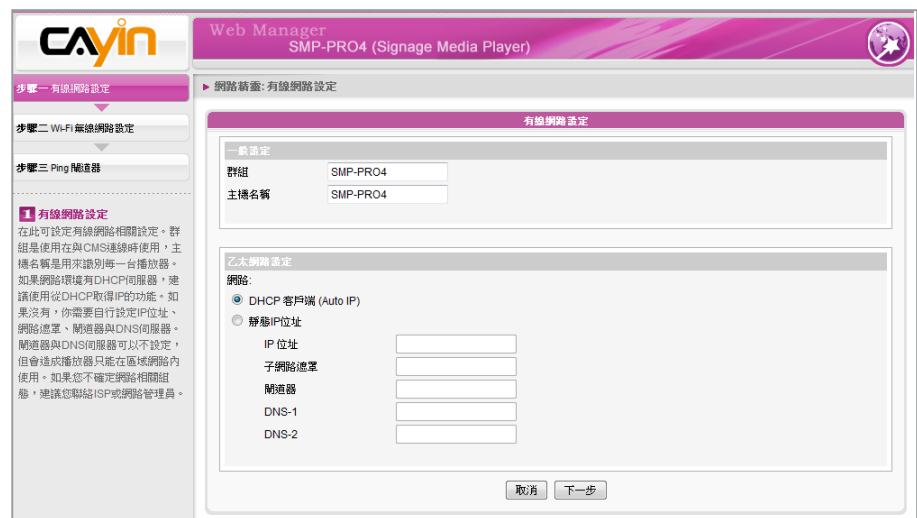 CAYIN
Web Manager
SMP-PRO4 (Signage Media Player)
步驟一 有線網路設定
步驟二 Wi-Fi 無線網路設定
步驟三 Ping 閘道器
1 有線網路設定
在此可設定有線網路相關設定。群
組是使用在與CMS連線時使用，主
機名稱是用來識別每一台播放器。
如果網路環境有DHCP伺服器，建
議使用從DHCP取得IP的功能。如
果沒有，你需要自行設定IP位址、
網路遮罩、閘道器與DNS伺服器。
閘道器與DNS伺服器可以不設定，
但會造成播放器只能在區域網路內
使用。如果您不確定網路相關組
態，建議您聯絡ISP或網路管理員。
網路精靈: 有線網路設定
有線網路設定
一般設定
群組 SMP-PRO4
主機名稱 SMP-PRO4
乙太網路設定
網路:
DHCP 客戶端 (Auto IP)
靜態IP位址
IP 位址
子網路遮罩
閘道器
DNS-1
DNS-2
取消 下一步